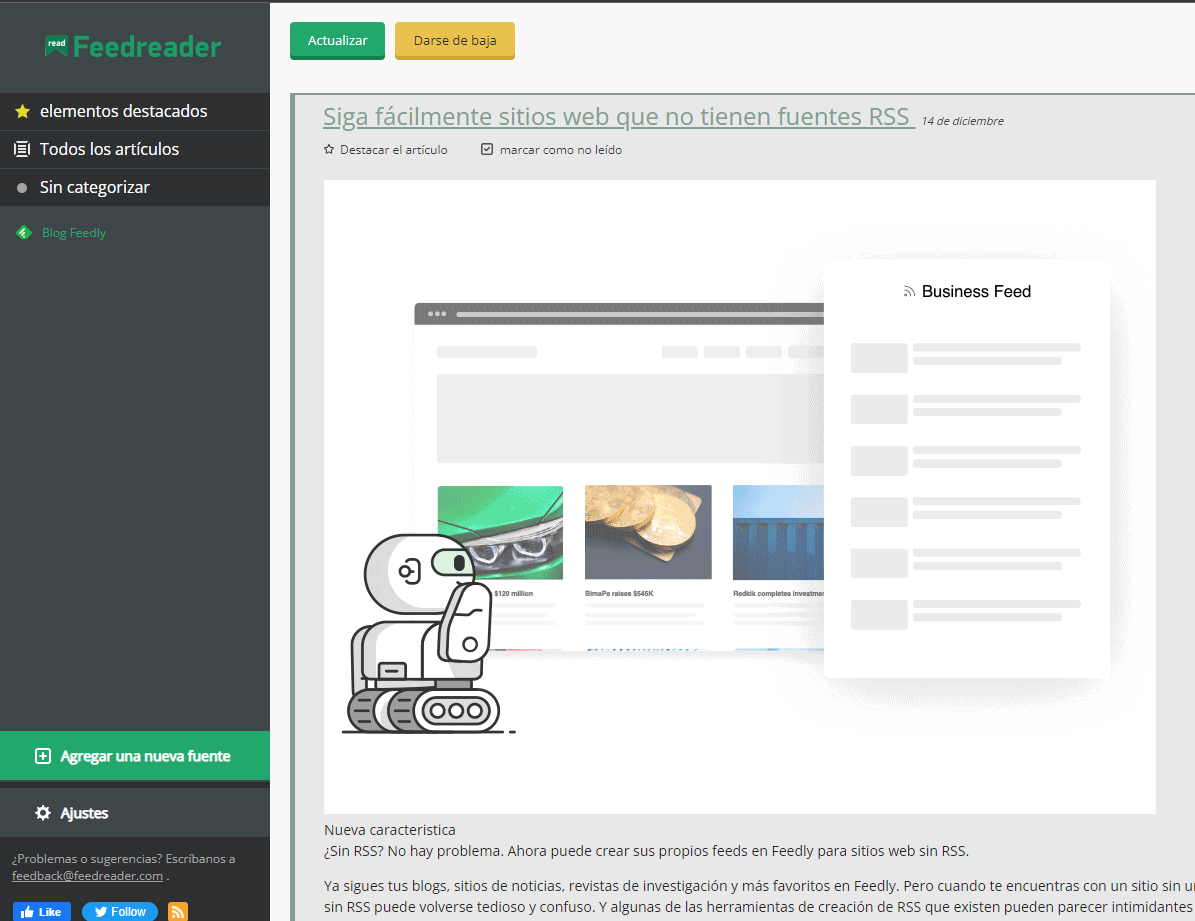 read Feedreader
elementos destacados
Todos los artículos
Sin categorizar
Blog Feedly
Agregar una nueva fuente
Ajustes
¿Problemas o sugerencias? Escríbanos a
feedback@feedreader.com .
Like
Follow
Actualizar
Darse de baja
Siga fácilmente sitios web que no tienen fuentes RSS 14 de diciembre
Destacar el artículo
marcar como no leído
Business Feed
$120 million
BimaPe raises $545K
Redkik completes investmen
Nueva caracteristica
¿Sin RSS? No hay problema. Ahora puede crear sus propios feeds en Feedly para sitios web sin RSS.
Ya sigues tus blogs, sitios de noticias, revistas de investigación y más favoritos en Feedly. Pero cuando te encuentras con un sitio sin
sin RSS puede volverse tedioso y confuso. Y algunas de las herramientas de creación de RSS que existen pueden parecer intimidantes